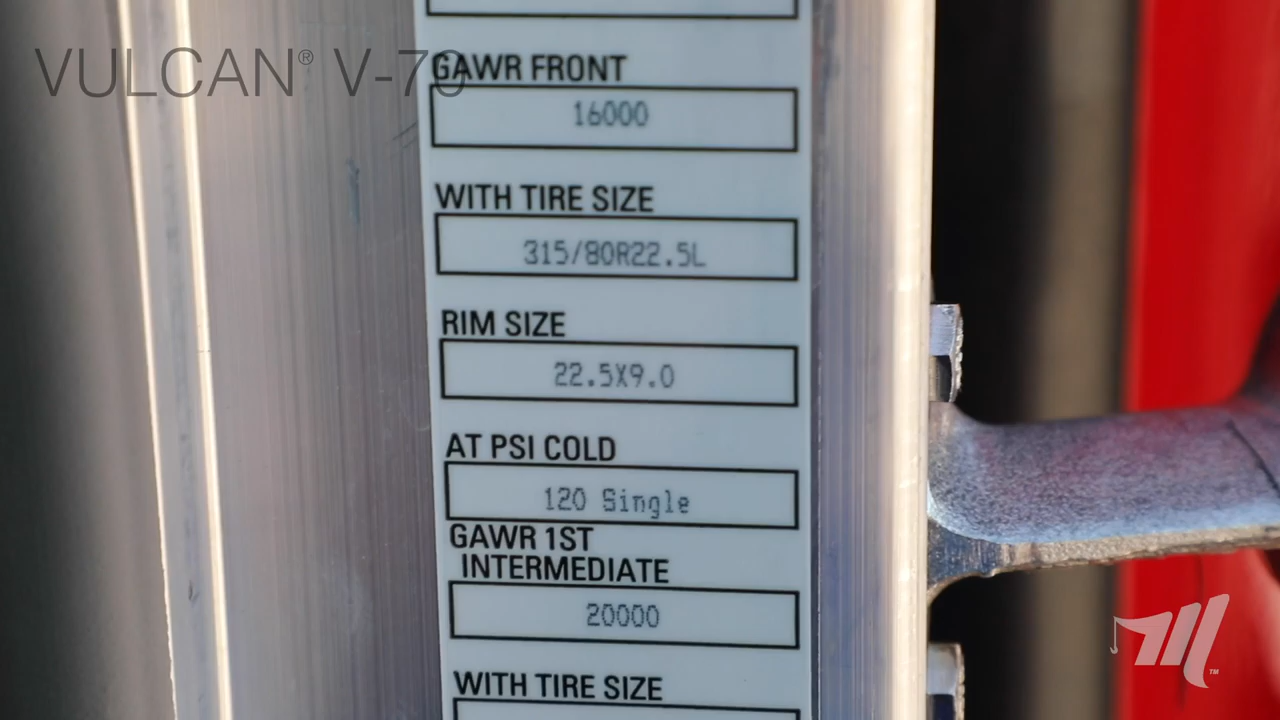 VULCAN® V-70
GAWR FRONT
16000
WITH TIRE SIZE
315/80R22.5L
RIM SIZE
22.5X9.0
AT PSI COLD
120 Single
GAWR 1ST
INTERMEDIATE
20000
WITH TIRE SIZE
TM